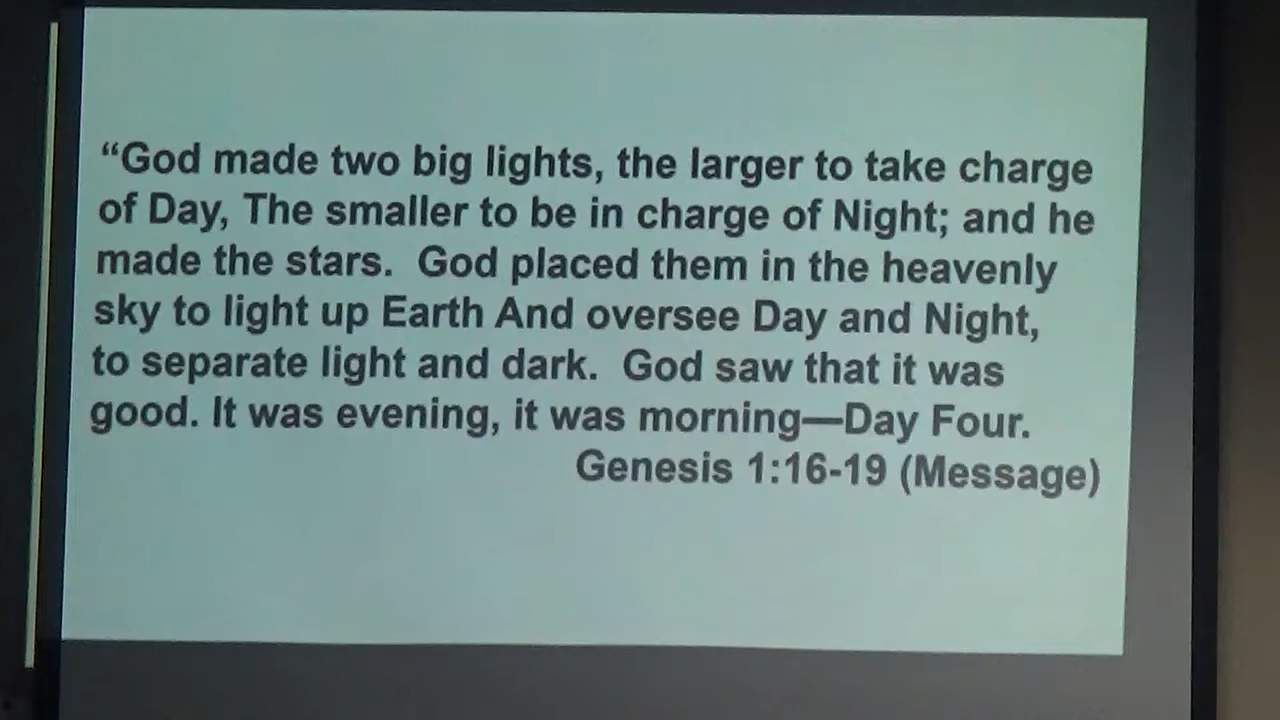 “God made two big lights, the larger to take charge
of Day, The smaller to be in charge of Night; and he
made the stars.  God placed them in the heavenly
sky to light up Earth And oversee Day and Night,
to separate light and dark.  God saw that it was
good. It was evening, it was morning—Day Four.
Genesis 1:16-19 (Message)